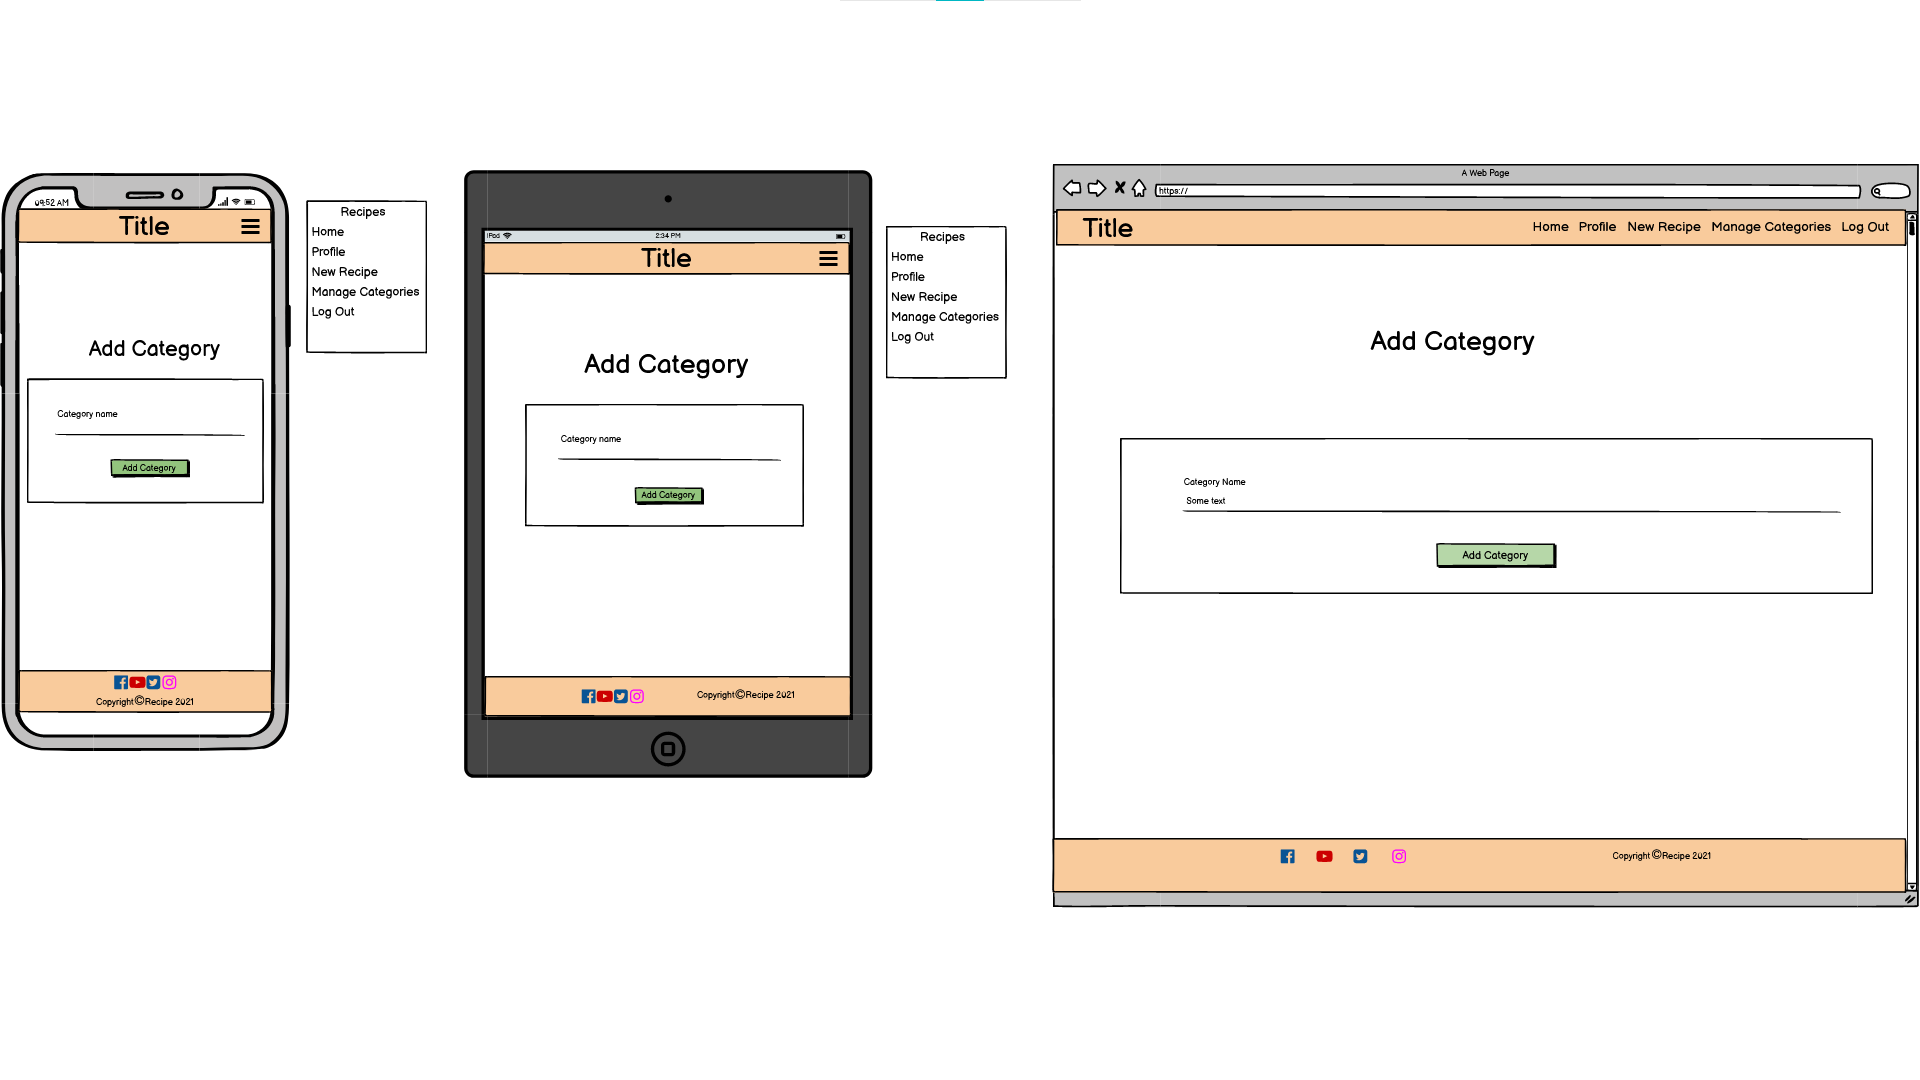 09:52 AM
Title
Add Category
Category name
Add Category
Copyright©Recipe 2021
Recipes
Home
Profile
New Recipe
Manage Categories
Log Out
iPad
2:34 PM
Title
Add Category
Category name
Add Category
Copyright©Recipe 2021
Recipes
Home
Profile
New Recipe
Manage Categories
Log Out
A Web Page
https://
Title
Home Profile New Recipe Manage Categories Log Out
Add Category
Category Name
Some text
Add Category
Copyright ©Recipe 2021